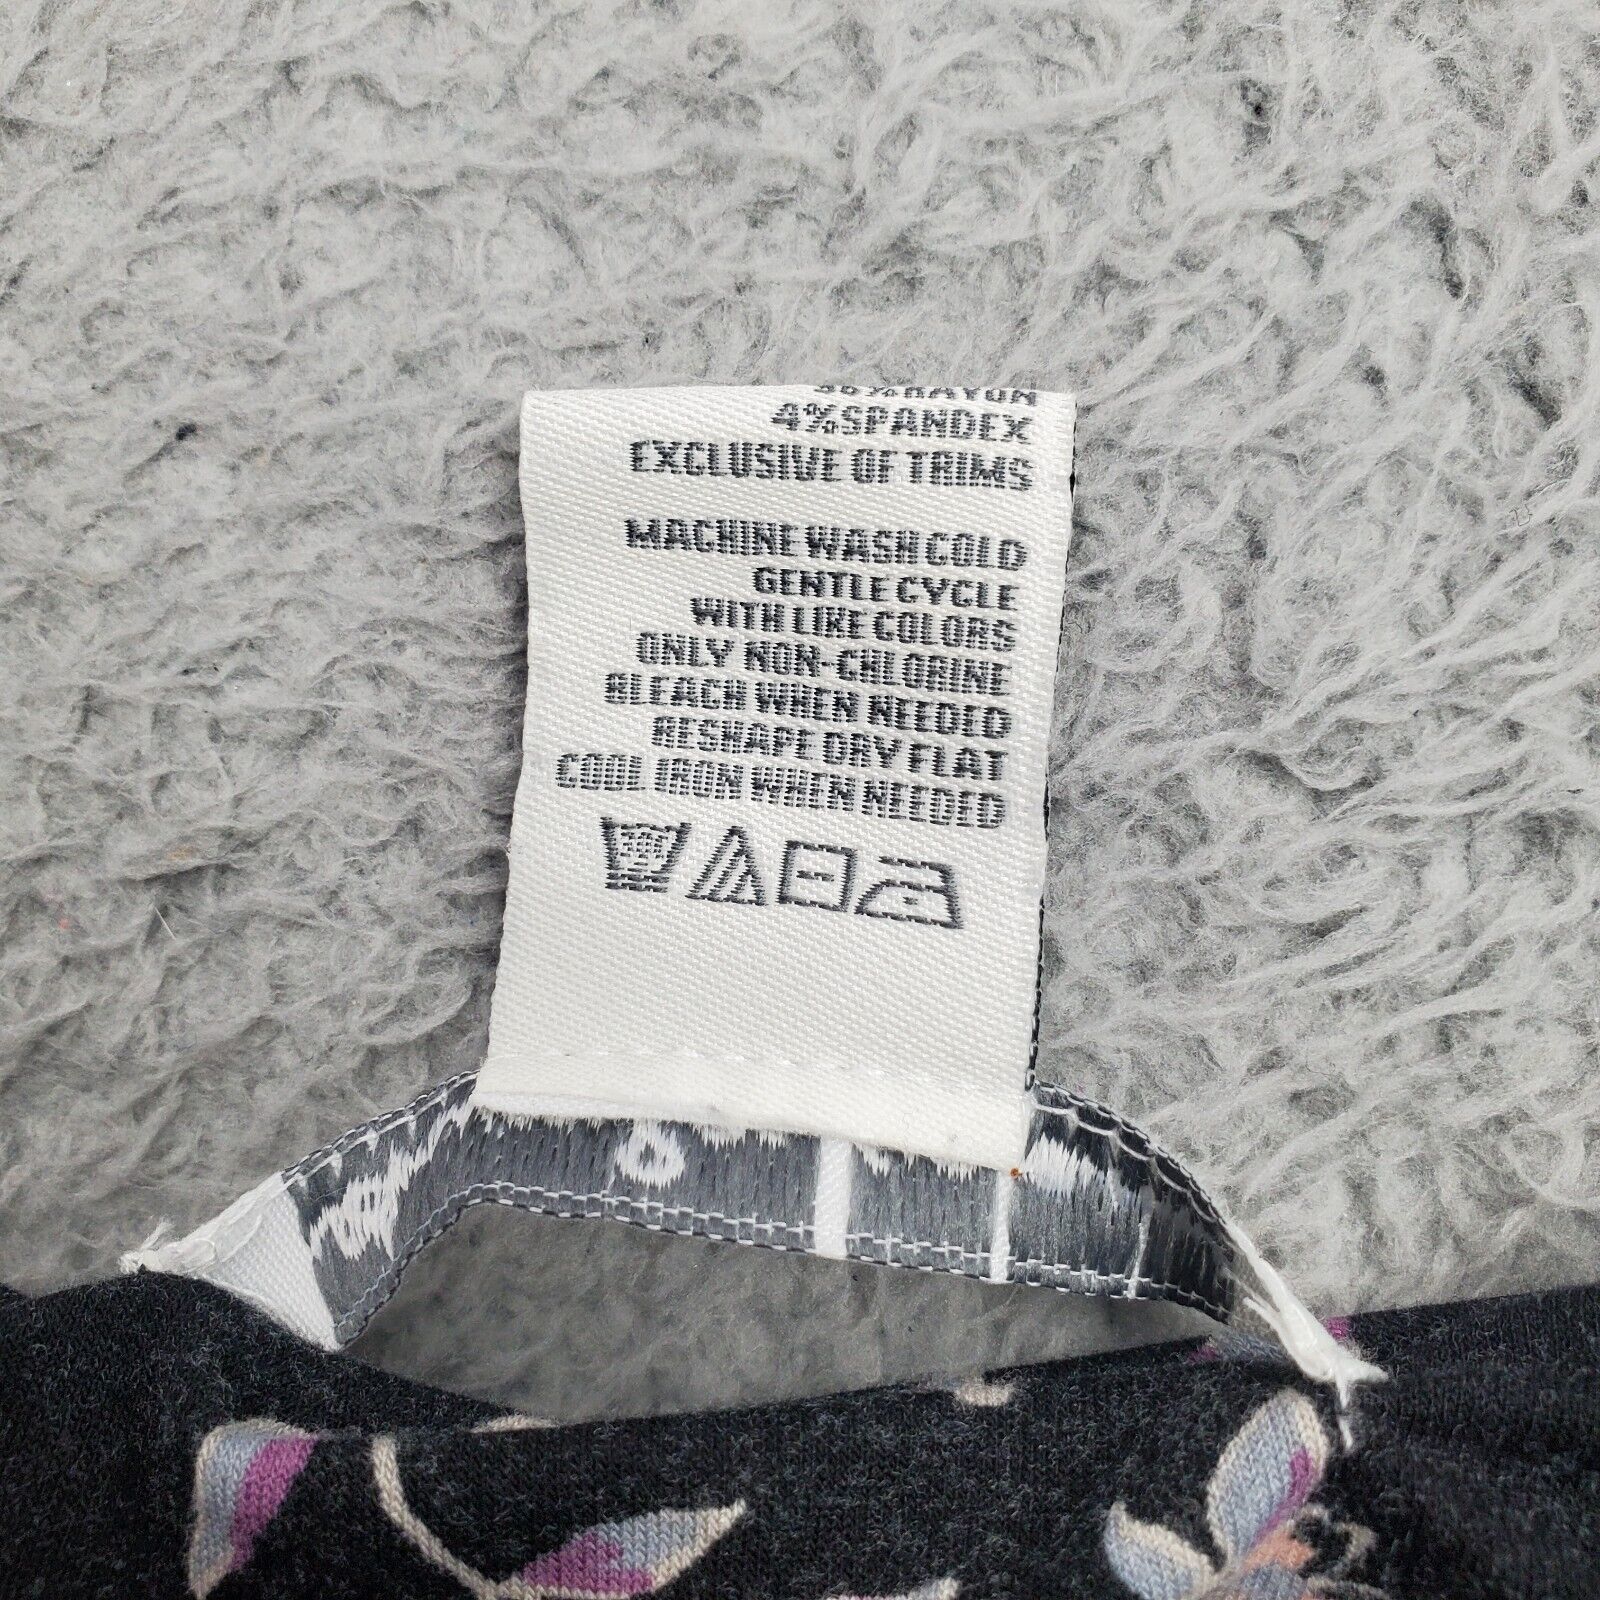 RAYON
4% SPANDEX
EXCLUSIVE OF TRIMS
MACHINE WASH COLD
GENTLE CYCLE
WITH LIKE COLORS
ONLY NON-CHLORINE
BLEACH WHEN NEEDED
RESHAPE DRY FLAT
COOL IRON WHEN NEEDED